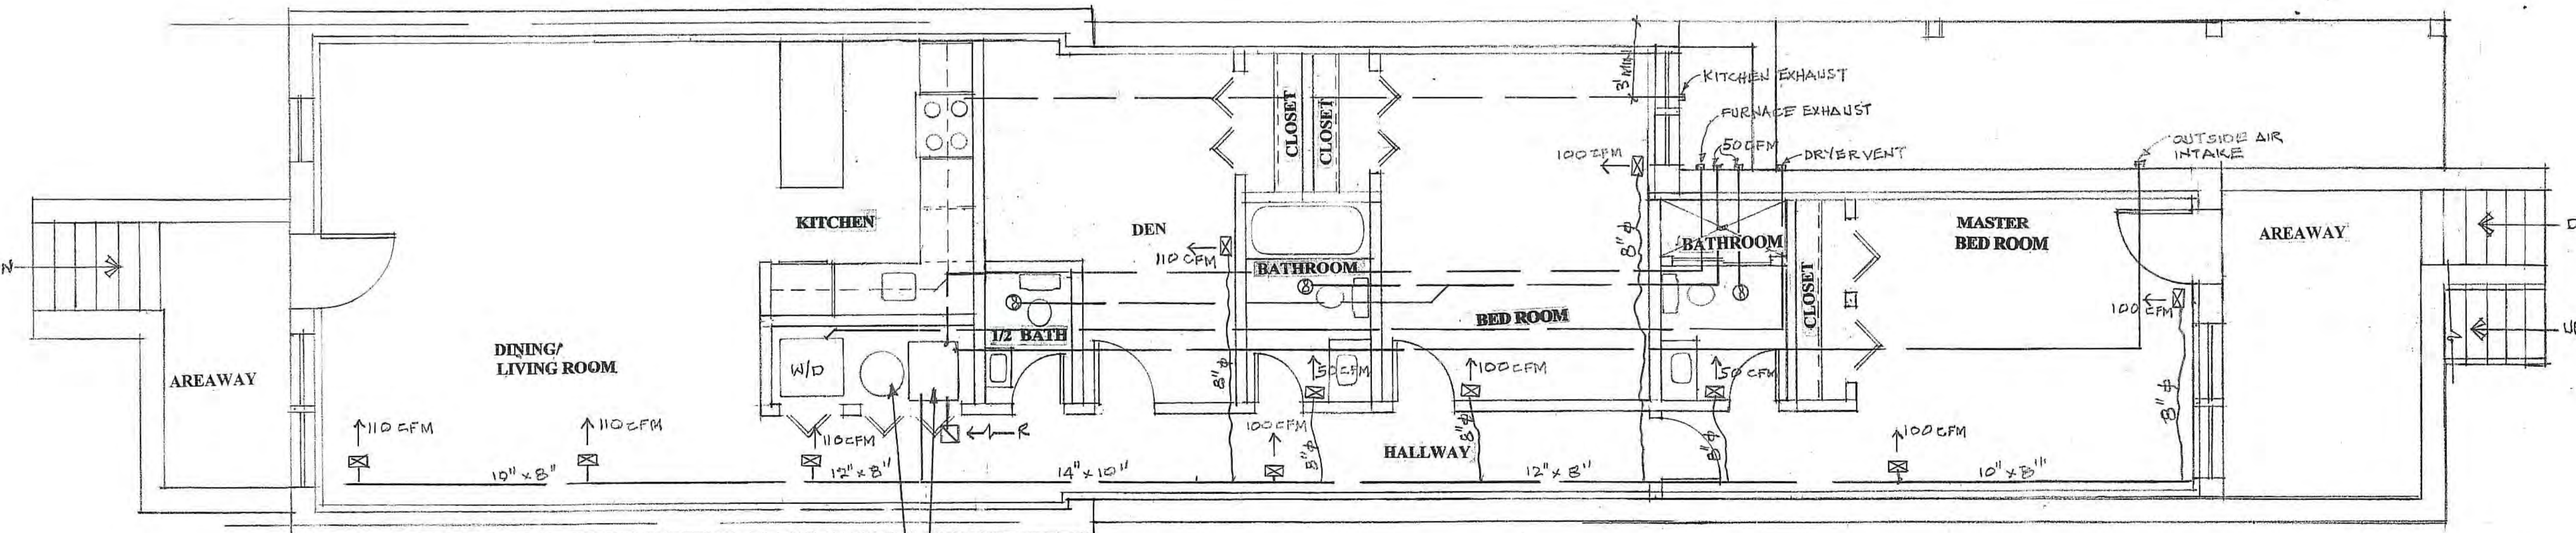 KITCHEN EXHAUST
FURNACE EXHAUST
50 CFM
DRYER VENT
OUTSIDE AIR
INTAKE
3' MIN
100 CFM
CLOSET
CLOSET
KITCHEN
DEN
110 CFM
8"φ
BATHROOM
BATHROOM
MASTER
BED ROOM
AREAWAY
N
CLOSET
100 CFM
BED ROOM
1/2 BATH
DINING/
LIVING ROOM
W/D
AREAWAY
8"φ
50 CFM
100 CFM
50 CFM
8"φ
110 CFM
110 CFM
110 CFM
R
100 CFM
8"φ
8"φ
HALLWAY
8"φ
100 CFM
10" x 8"
12" x 8"
14" x 10"
12" x 8"
10" x 8"